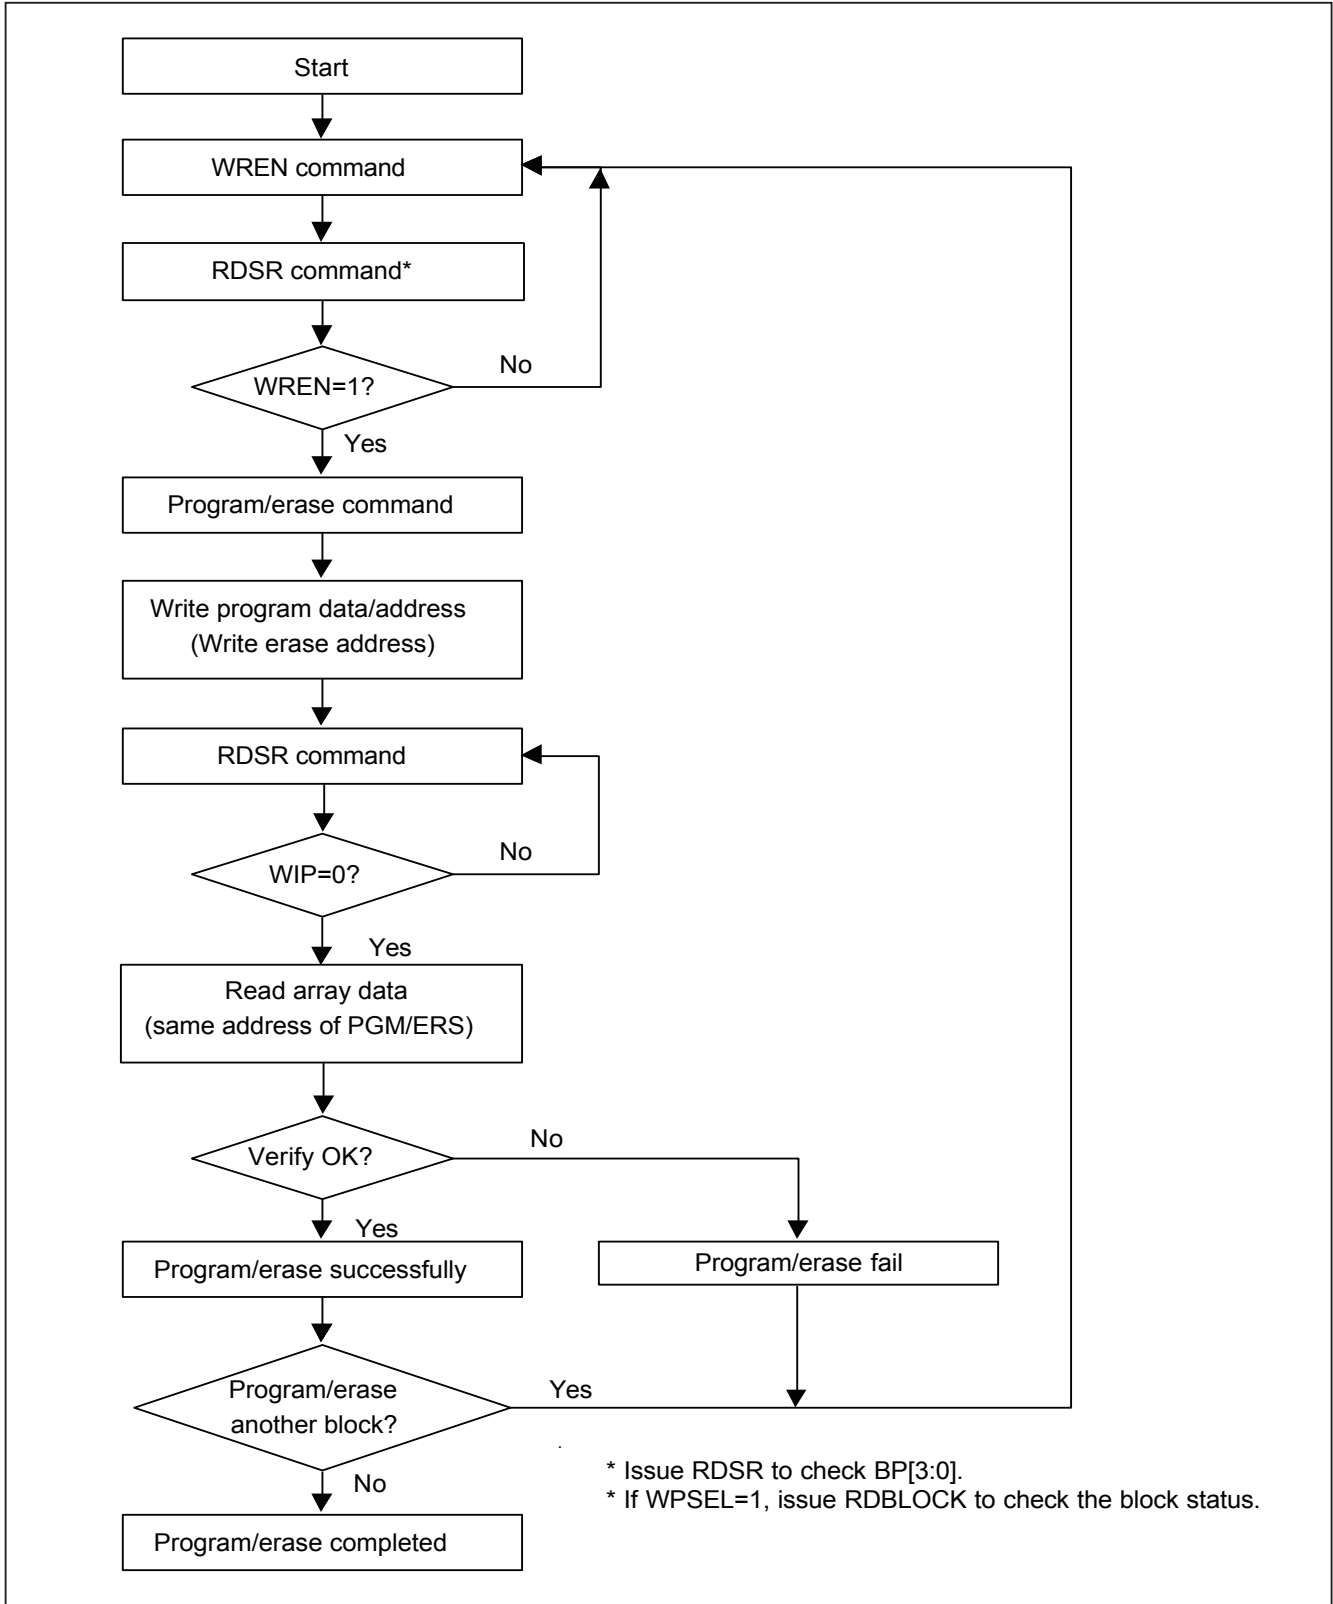 Start
WREN command
RDSR command*
WREN=1?
No
Yes
Program/erase command
Write program data/address
(Write erase address)
RDSR command
WIP=0?
No
Yes
Read array data
(same address of PGM/ERS)
Verify OK?
No
Yes
Program/erase successfully
Program/erase fail
Program/erase
another block?
Yes
No
* Issue RDSR to check BP[3:0].
* If WPSEL=1, issue RDBLOCK to check the block status.
Program/erase completed